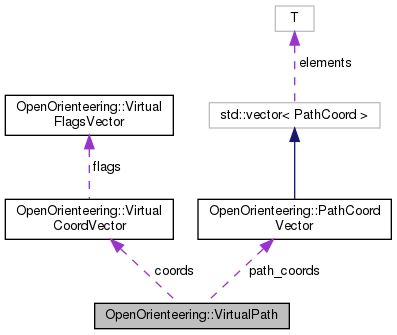 T
elements
OpenOrienteering::Virtual
FlagsVector
std::vector< PathCoord >
flags
OpenOrienteering::Virtual
CoordVector
OpenOrienteering::PathCoord
Vector
coords
path_coords
OpenOrienteering::VirtualPath